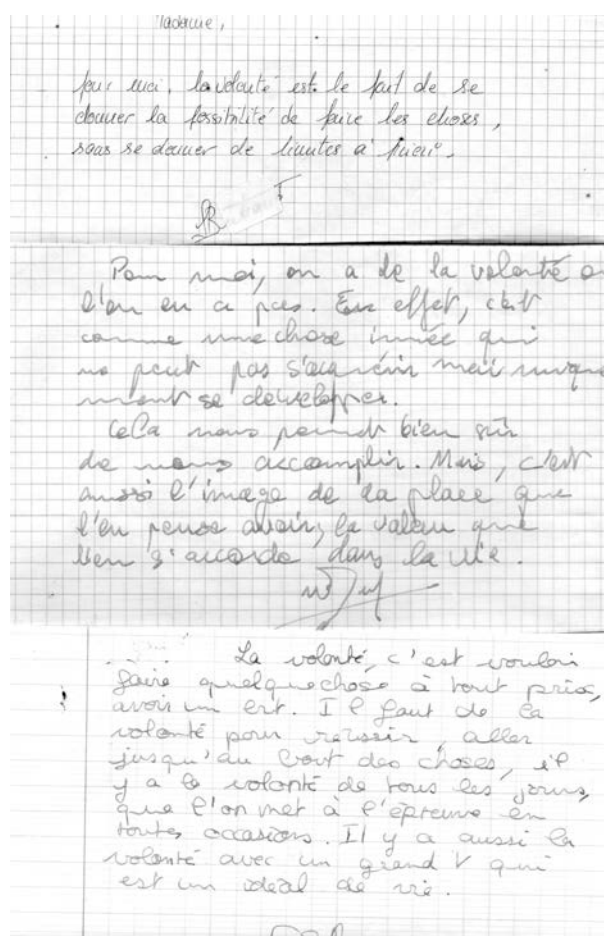 Madame,
pour moi, la volonté est le fait de se
donner la possibilité de faire les choses,
sans se donner de limites a priori.
Pour moi, on a de la volonté o
l'on en a pas. En effet, c'est
comme une chose innée qui
ne peut pas s'acquérir mai unique
ment se développer.
Cela nous permet bien sûr
de nous accomplir. Mais, c'est
aussi l'image de la place que
l'on pense avoir, la valeur que
l'on s'accorde dans la vie.
La volonté, c'est vouloir
faire quelque chose à tout prix,
avoir un but. Il faut de la
volonté pour réussir, aller
jusqu'au bout des choses, il
y a la volonté de tous les jours,
que l'on met à l'épreuve en
toutes occasions. Il y a aussi la
volonté avec un grand V qui
est un idéal de vie.